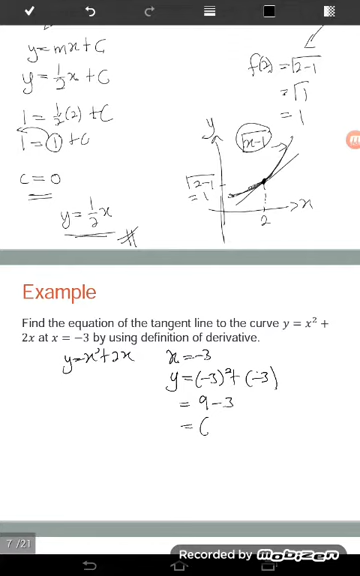 y=mx+C
y=1/2x+C
1=1/2(2)+C
1=1+C
C=0
y=1/2x
f(2)=√2-1
=√1
=1
y
√x-1
√2-1
=1
2
x
Example
Find the equation of the tangent line to the curve y = x² +
2x at x = −3 by using definition of derivative.
y=x²+2x
x=-3
y=(-3)²+(-3)
=9-3
=6
7 /21
Recorded by Mobizen